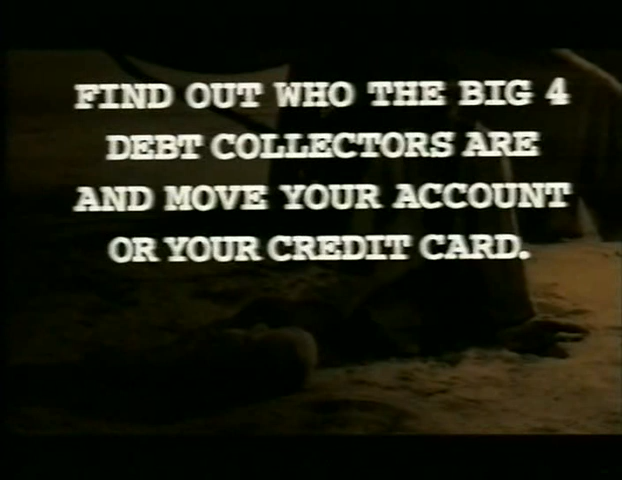 FIND OUT WHO THE BIG 4
DEBT COLLECTORS ARE
AND MOVE YOUR ACCOUNT
OR YOUR CREDIT CARD.